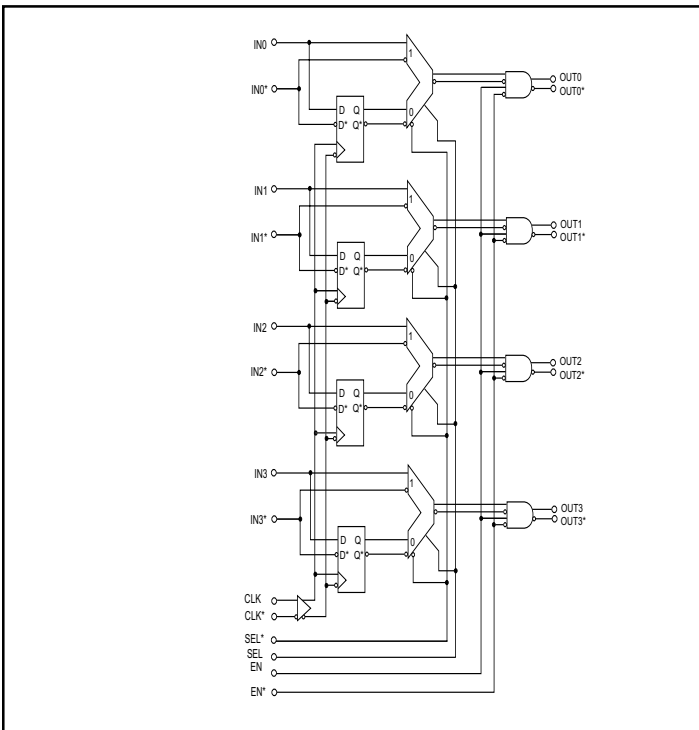 IN0
1
OUT0
OUT0*
IN0*
D Q 0
D* Q*
IN1
1
OUT1
OUT1*
IN1*
D Q 0
D* Q*
IN2
1
OUT2
OUT2*
IN2*
D Q 0
D* Q*
IN3
1
OUT3
OUT3*
IN3*
D Q 0
D* Q*
CLK
CLK*
SEL*
SEL
EN
EN*